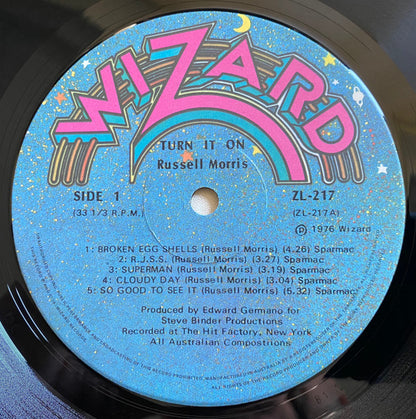 WIZARD
TURN IT ON
Russell Morris
SIDE 1
(33 1/3 R.P.M.)
ZL-217
(ZL-217A)
Ⓟ 1976 Wizard
1: BROKEN EGG SHELLS (Russell Morris) (4.26) Sparmac
2: R.J.S.S. (Russell Morris) (3.27) Sparmac
3: SUPERMAN (Russell Morris) (3.19) Sparmac
4: CLOUDY DAY (Russell Morris) (3.04) Sparmac
5: SO GOOD TO SEE IT (Russell Morris) (5.32) Sparmac
Produced by Edward Germano for
Steve Binder Productions
Recorded at The Hit Factory, New York
All Australian Compostitions